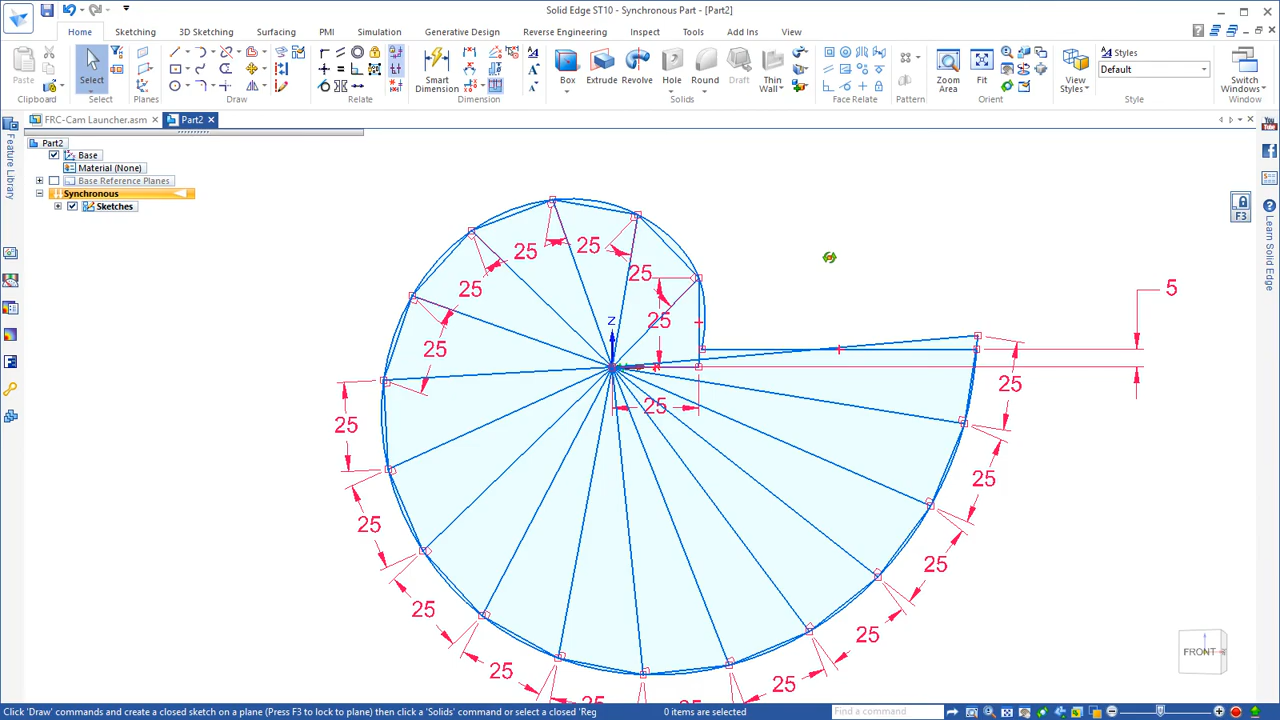 Solid Edge ST10 - Synchronous Part - [Part2]
Home Sketching 3D Sketching Surfacing PMI Simulation Generative Design Inspect Tools Add Ins View
Paste Select Planes Smart Dimension Box Extrude Revolve Hole Round Draft Thin Wall Zoom Area Fit View Styles Styles Default Switch Windows
Clipboard Select Planes Draw Relate Dimension Solids Face Relate Pattern Orient Style Window
FRC-Cam Launcher.asm Part2
Feature Library
Part2
Base
Material (None)
Base Reference Planes
Synchronous
Sketches
F3
You Tube
Learn Solid Edge
25 25 25 25
25 25
25
Z
25
25
5
25
25
25
25
25
25
25
25
25
FRONT
Click 'Draw' commands and create a closed sketch on a plane (Press F3 to lock to plane) then click a 'Solids' command or select a closed 'Reg
0 items are selected
Find a command